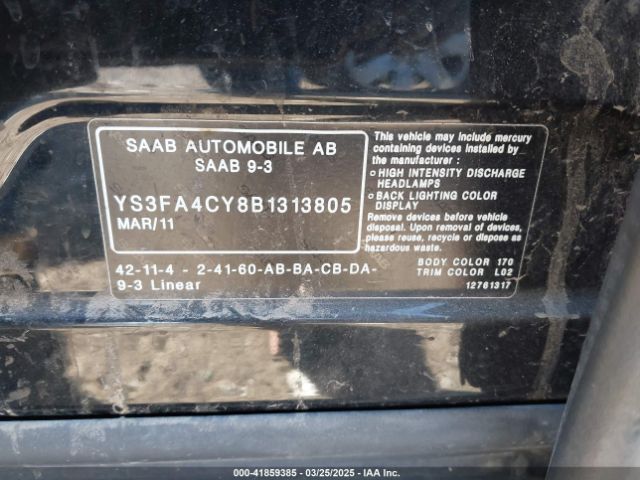 SAAB AUTOMOBILE AB
SAAB 9-3
YS3FA4CY8B1313805
MAR/11
42-11-4 - 2-41-60-AB-BA-CB-DA-
9-3 Linear
This vehicle may include mercury
containing devices installed by
the manufacturer :
o HIGH INTENSITY DISCHARGE
HEADLAMPS
o BACK LIGHTING COLOR
DISPLAY
Remove devices before vehicle
disposal. Upon removal of devices,
please reuse, recycle or dispose as
hazardous waste.
BODY COLOR 170
TRIM COLOR L02
12761317
000-41859385 - 03/25/2025 - IAA Inc.